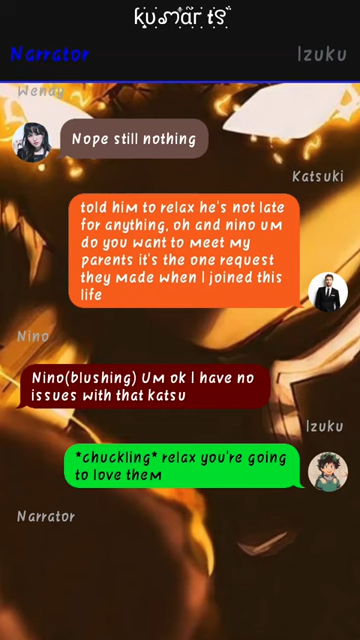 kumar ts
Narrator
Izuku
Wendy
Nope still nothing
Katsuki
told him to relax he's not late
for anything, oh and nino um
do you want to meet my
parents it's the one request
they made when I joined this
life
Nino
Nino(blushing) Um ok I have no
issues with that katsu
Izuku
*chuckling* relax you're going
to love them
Narrator